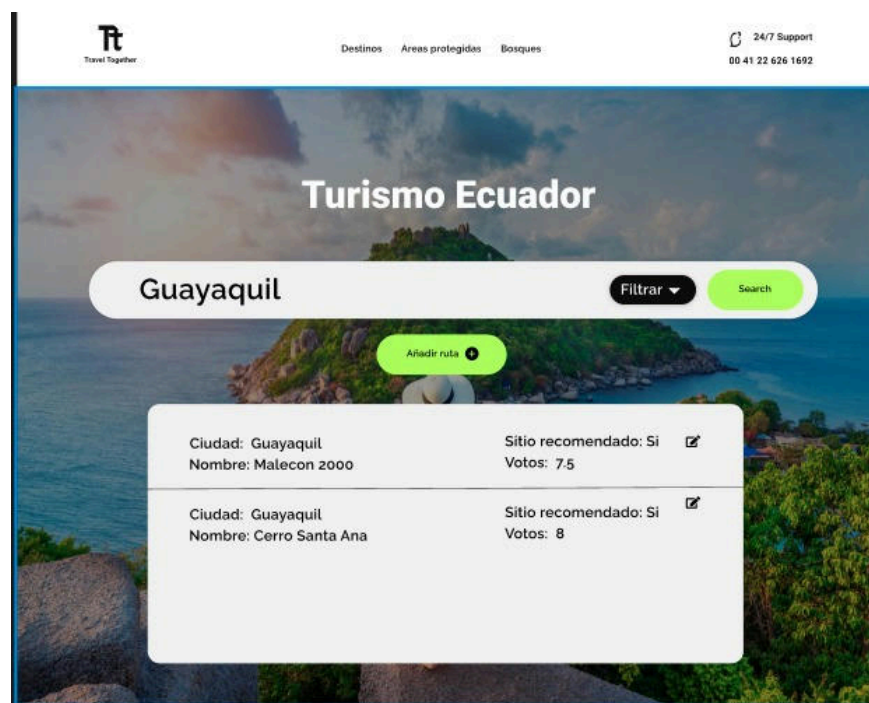 Tt
Travel Together
Destinos Areas protegidas Bosques
24/7 Support
00 41 22 626 1692
Turismo Ecuador
Guayaquil
Filtrar
Search
Añadir ruta
Ciudad: Guayaquil
Nombre: Malecon 2000
Sitio recomendado: Si
Votos: 7.5
Ciudad: Guayaquil
Nombre: Cerro Santa Ana
Sitio recomendado: Si
Votos: 8